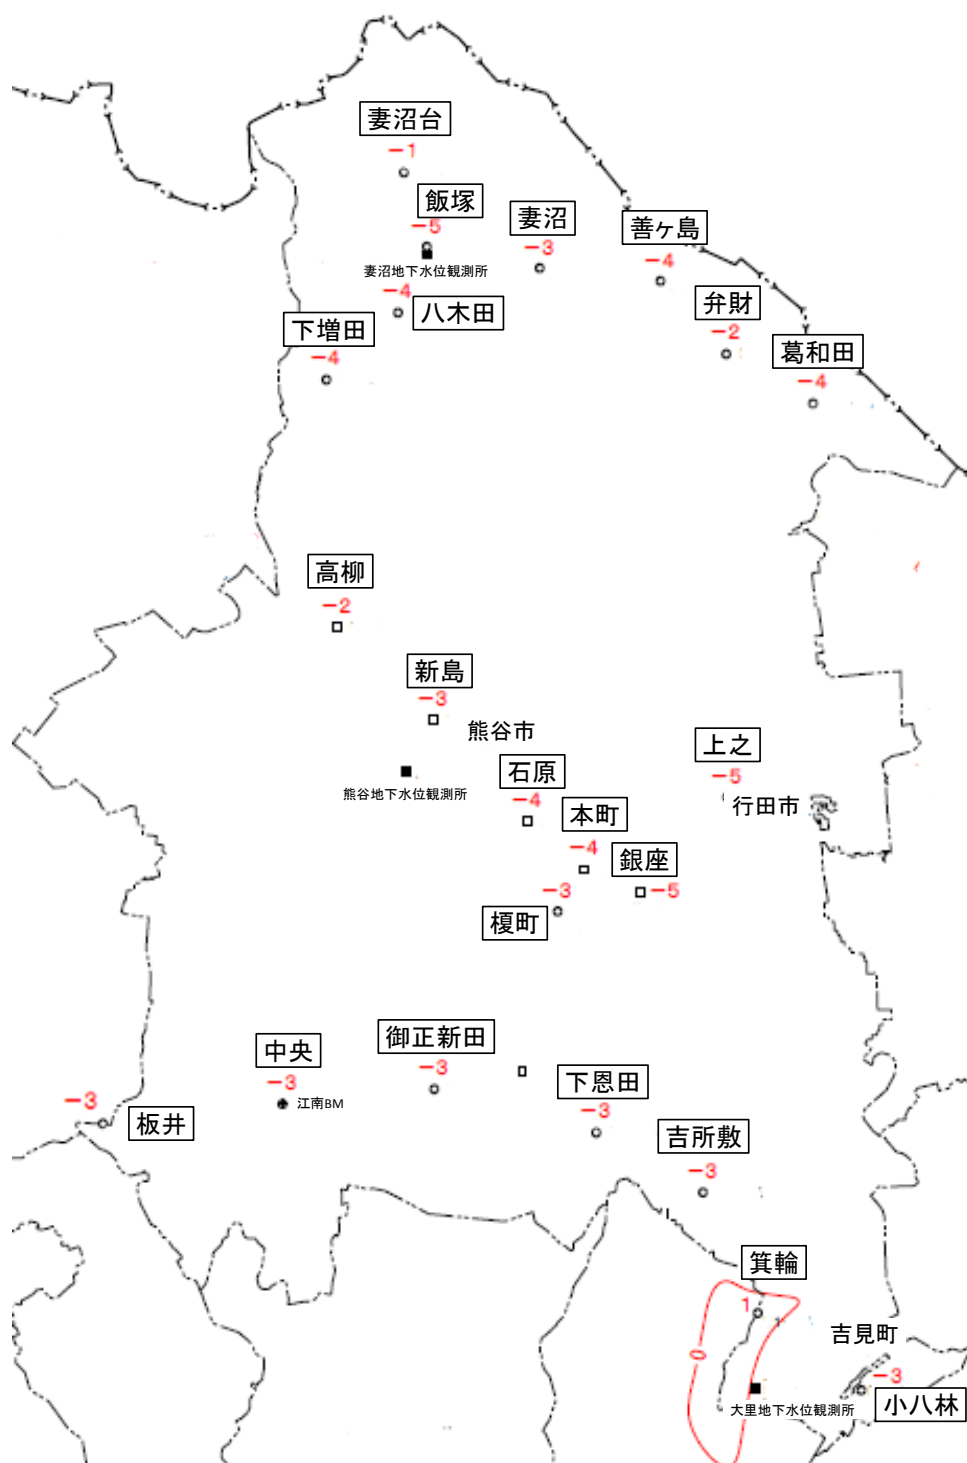 妻沼台
−1
飯塚
−5
妻沼
−3
善ヶ島
−4
妻沼地下水位観測所
−4
八木田
弁財
−2
下増田
−4
葛和田
−4
高柳
−2
新島
−3
熊谷市
上之
−5
石原
−4
熊谷地下水位観測所
行田市
本町
−4
銀座
−5
−3
榎町
御正新田
−3
中央
−3
江南BM
下恩田
−3
−3
板井
吉所敷
−3
箕輪
1
吉見町
0
−3
小八林
大里地下水位観測所